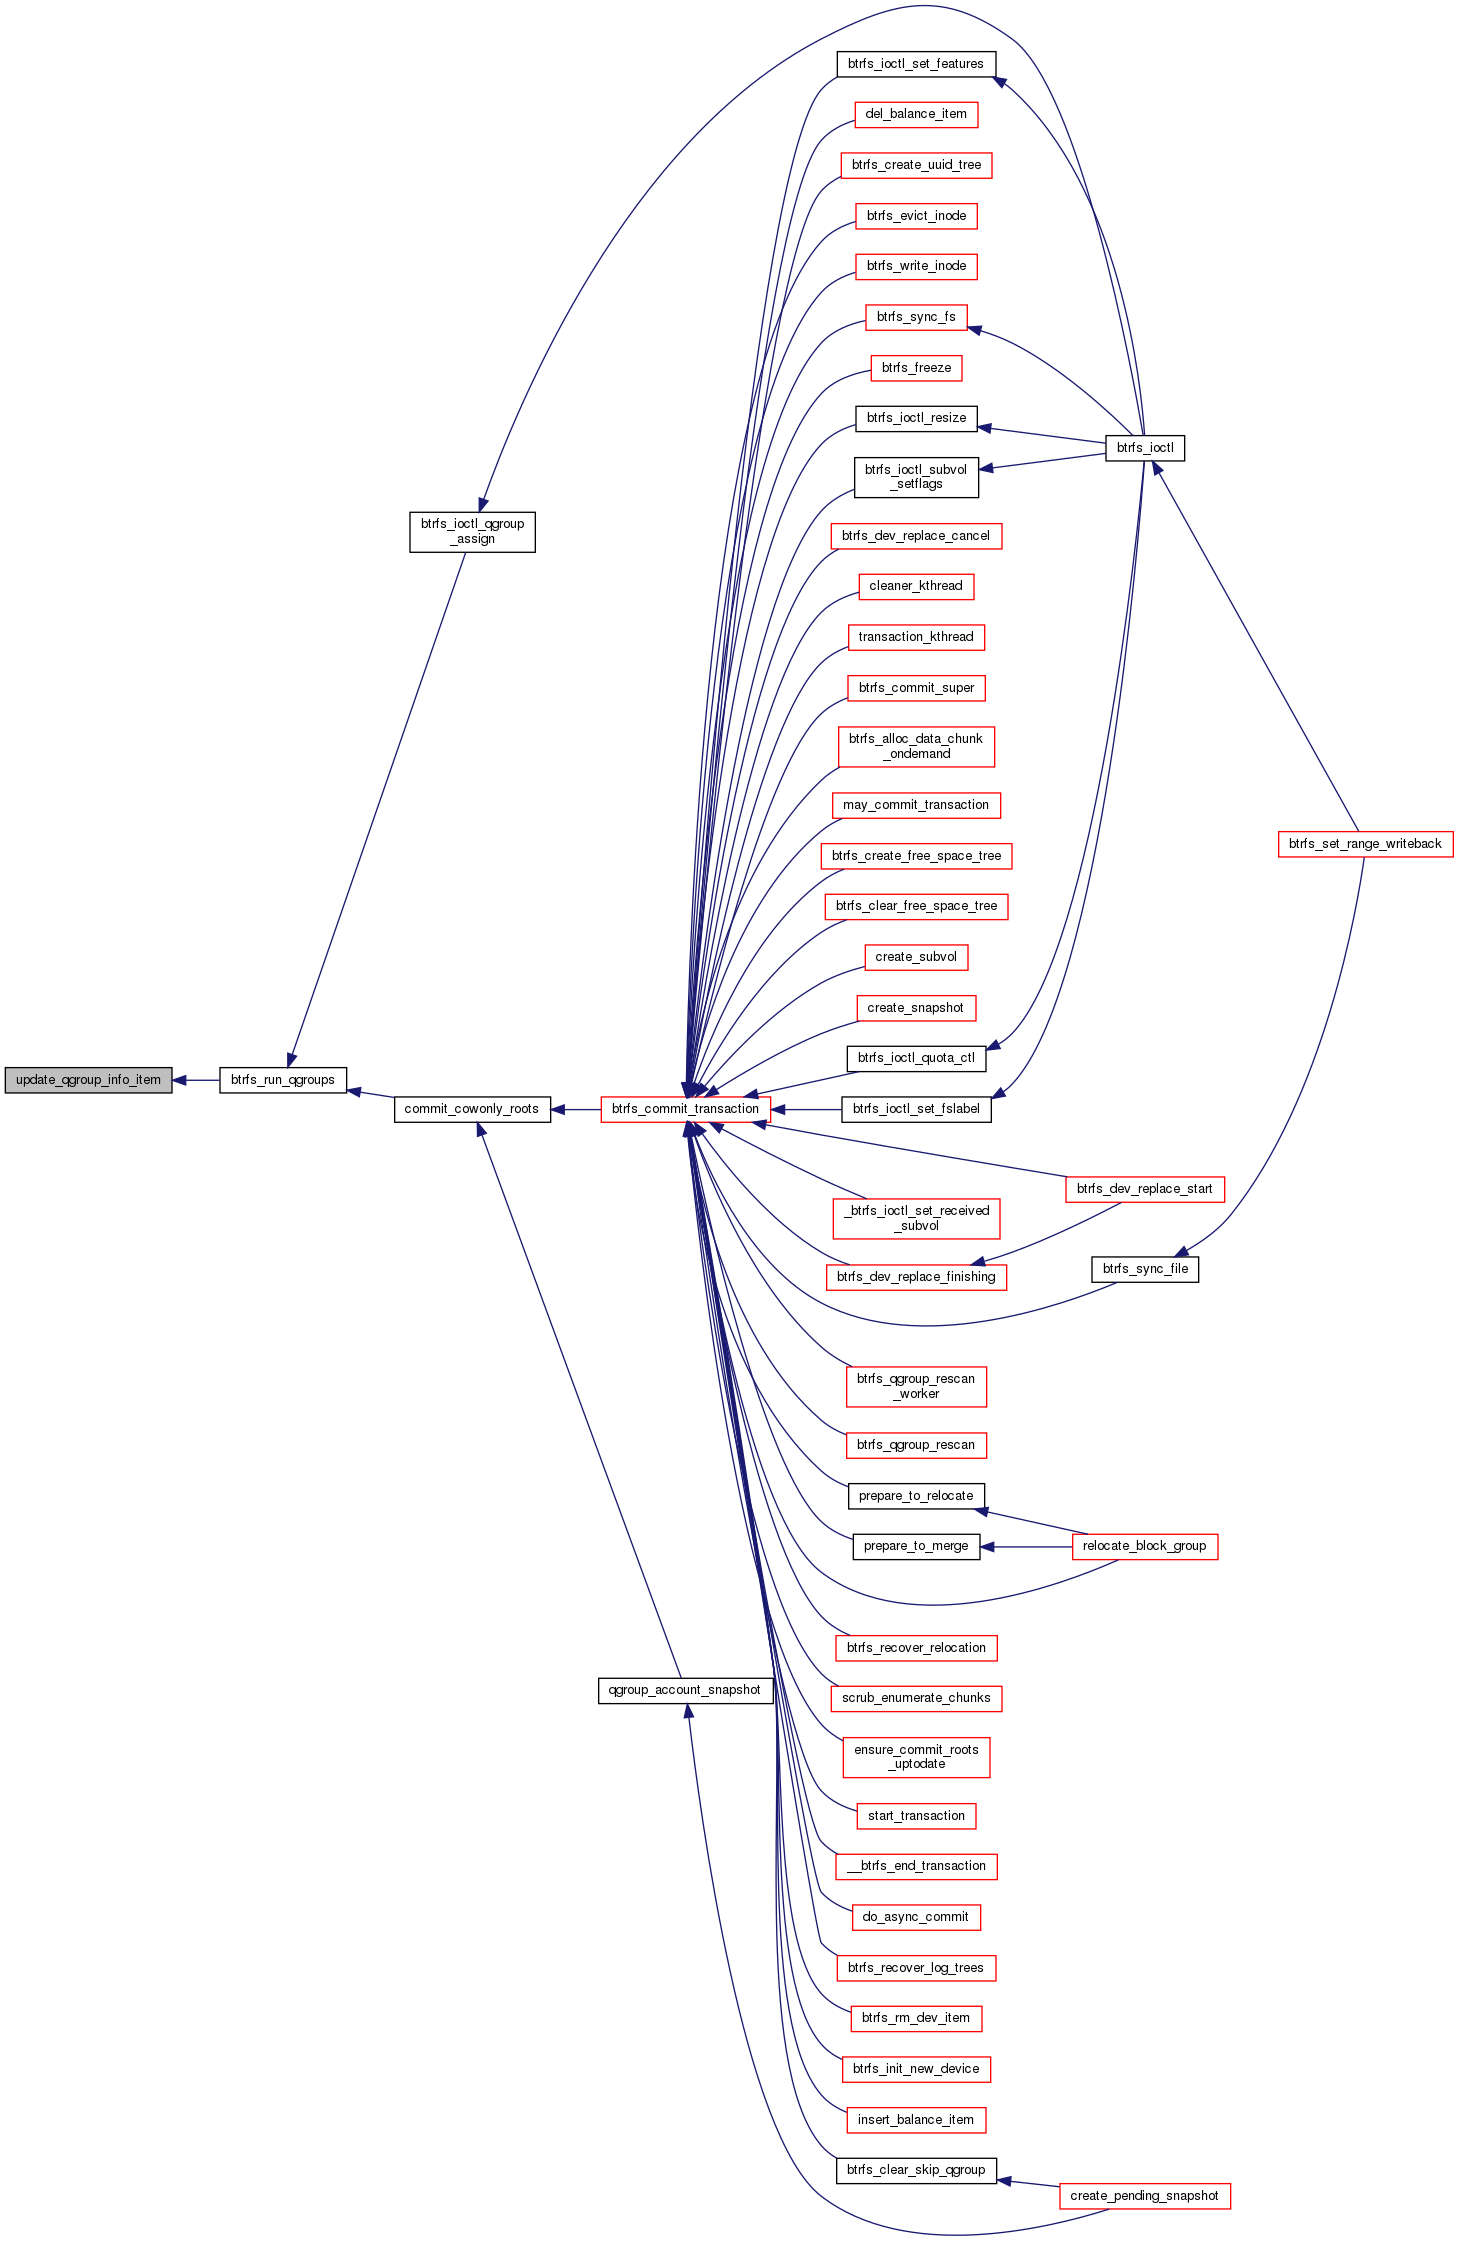 btrfs_ioctl_set_features
del_balance_item
btrfs_create_uuid_tree
btrfs_evict_inode
btrfs_write_inode
btrfs_sync_fs
btrfs_freeze
btrfs_ioctl_resize
btrfs_ioctl
btrfs_ioctl_subvol
_setflags
btrfs_ioctl_qgroup
_assign
btrfs_dev_replace_cancel
cleaner_kthread
transaction_kthread
btrfs_commit_super
btrfs_alloc_data_chunk
_ondemand
may_commit_transaction
btrfs_set_range_writeback
btrfs_create_free_space_tree
btrfs_clear_free_space_tree
create_subvol
create_snapshot
btrfs_ioctl_quota_ctl
update_qgroup_info_item
btrfs_run_qgroups
commit_cowonly_roots
btrfs_commit_transaction
btrfs_ioctl_set_fslabel
btrfs_dev_replace_start
_btrfs_ioctl_set_received
_subvol
btrfs_sync_file
btrfs_dev_replace_finishing
btrfs_qgroup_rescan
_worker
btrfs_qgroup_rescan
prepare_to_relocate
prepare_to_merge
relocate_block_group
btrfs_recover_relocation
qgroup_account_snapshot
scrub_enumerate_chunks
ensure_commit_roots
_uptodate
start_transaction
__btrfs_end_transaction
do_async_commit
btrfs_recover_log_trees
btrfs_rm_dev_item
btrfs_init_new_device
insert_balance_item
btrfs_clear_skip_qgroup
create_pending_snapshot